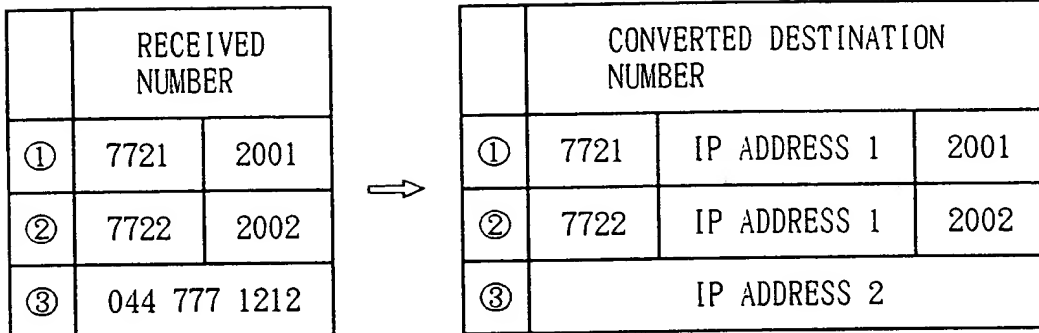 RECEIVED
NUMBER
① 7721 2001
② 7722 2002
③ 044 777 1212
⇨
CONVERTED DESTINATION
NUMBER
① 7721 IP ADDRESS 1 2001
② 7722 IP ADDRESS 1 2002
③ IP ADDRESS 2